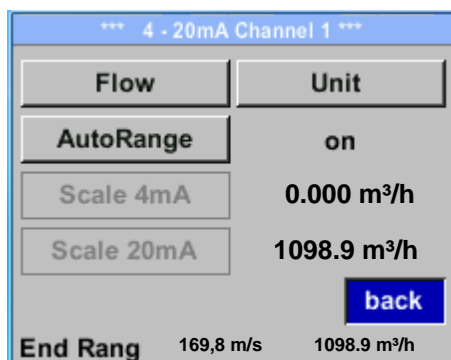 *** 4 - 20mA Channel 1 ***
Flow Unit
AutoRange on
Scale 4mA 0.000 m³/h
Scale 20mA 1098.9 m³/h
back
End Rang 169,8 m/s 1098.9 m³/h